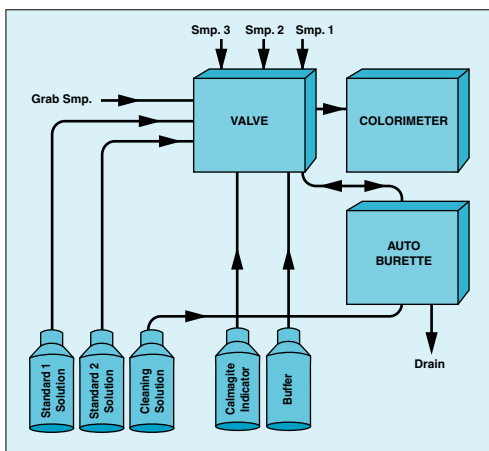 Smp. 3 Smp. 2 Smp. 1
Grab Smp.
VALVE
COLORIMETER
AUTO
BURETTE
Drain
Standard 1
Solution
Standard 2
Solution
Cleaning
Solution
Calmagite
Indicator
Buffer